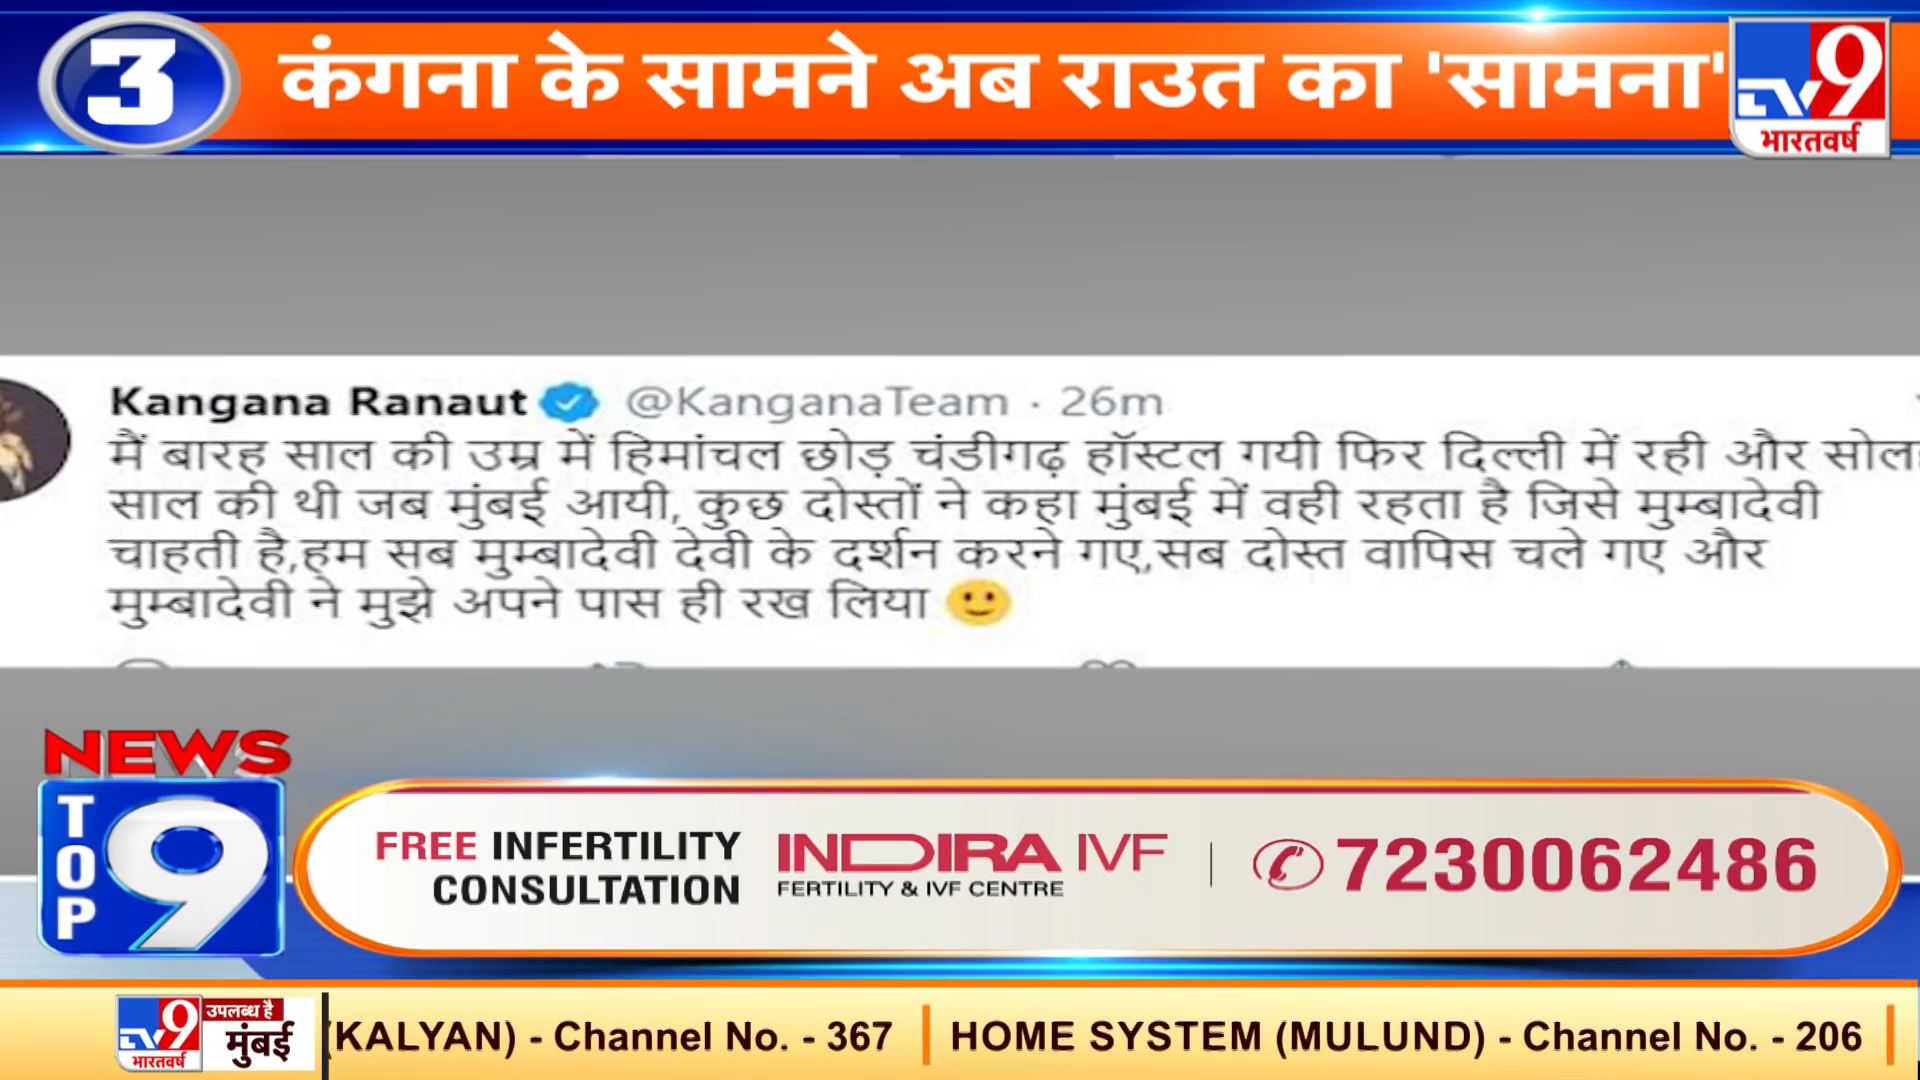 3 कंगना के सामने अब राउत का 'सामना'
TV9
भारतवर्ष
Kangana Ranaut @KanganaTeam · 26m
मैं बारह साल की उम्र में हिमांचल छोड़ चंडीगढ़ हॉस्टल गयी फिर दिल्ली में रही और
साल की थी जब मुंबई आयी, कुछ दोस्तों ने कहा मुंबई में वही रहता है जिसे मुम्बादेवी
चाहती है,हम सब मुम्बादेवी देवी के दर्शन करने गए,सब दोस्त वापिस चले गए और
मुम्बादेवी ने मुझे अपने पास ही रख लिया 🙂
NEWS
TOP 9
FREE INFERTILITY
CONSULTATION
INDIRA IVF
FERTILITY & IVF CENTRE
7230062486
TV9
भारतवर्ष
उपलब्ध है
मुंबई
(KALYAN) - Channel No. - 367 | HOME SYSTEM (MULUND) - Channel No. - 206 |